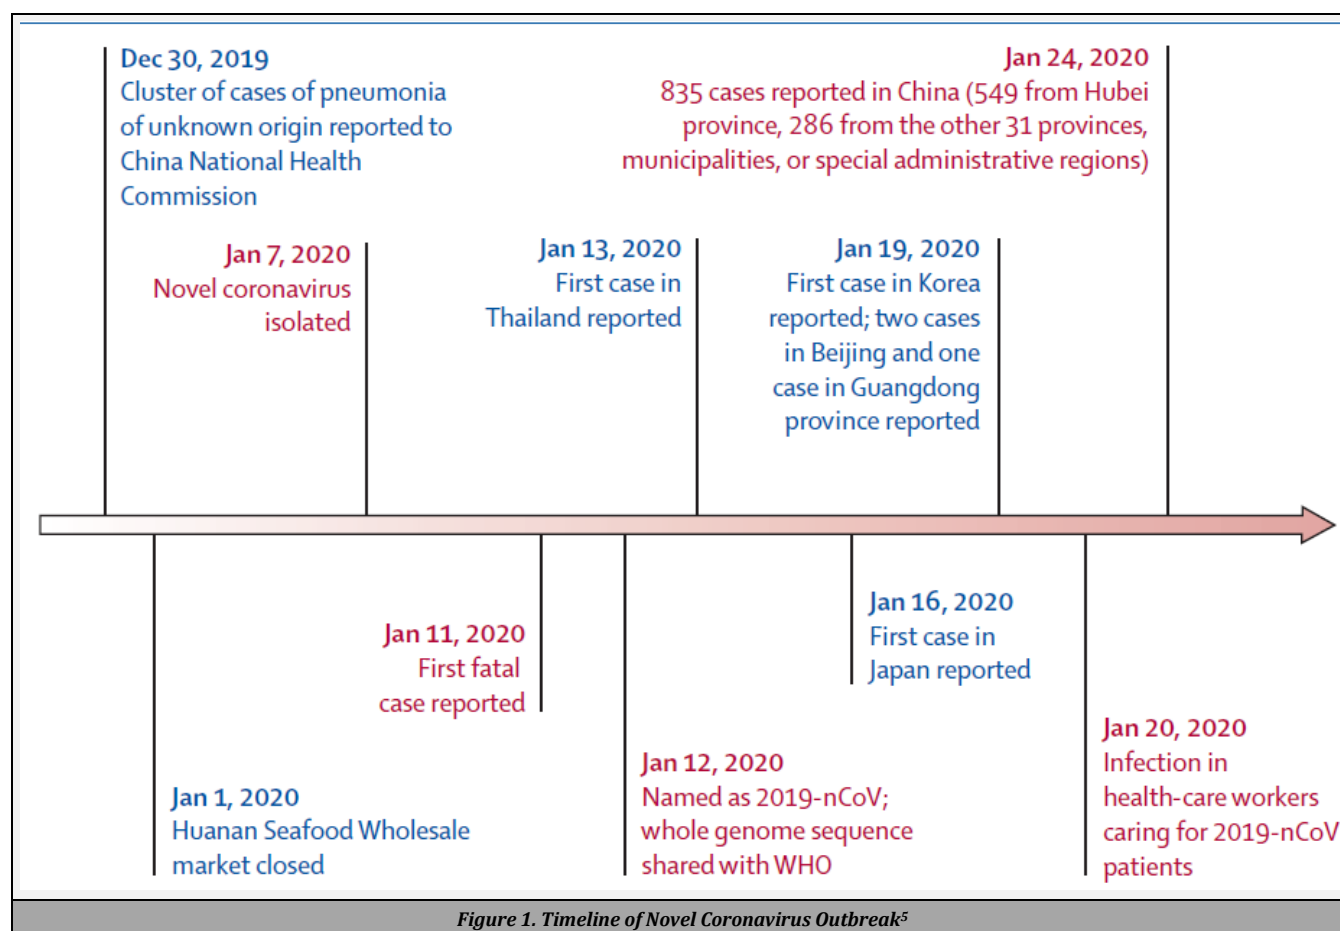 Dec 30, 2019
Cluster of cases of pneumonia
of unknown origin reported to
China National Health
Commission
Jan 24, 2020
835 cases reported in China (549 from Hubei
province, 286 from the other 31 provinces,
municipalities, or special administrative regions)
Jan 7, 2020
Novel coronavirus
isolated
Jan 13, 2020
First case in
Thailand reported
Jan 19, 2020
First case in Korea
reported; two cases
in Beijing and one
case in Guangdong
province reported
Jan 11, 2020
First fatal
case reported
Jan 16, 2020
First case in
Japan reported
Jan 1, 2020
Huanan Seafood Wholesale
market closed
Jan 12, 2020
Named as 2019-nCoV;
whole genome sequence
shared with WHO
Jan 20, 2020
Infection in
health-care workers
caring for 2019-nCoV
patients
Figure 1. Timeline of Novel Coronavirus Outbreak⁵